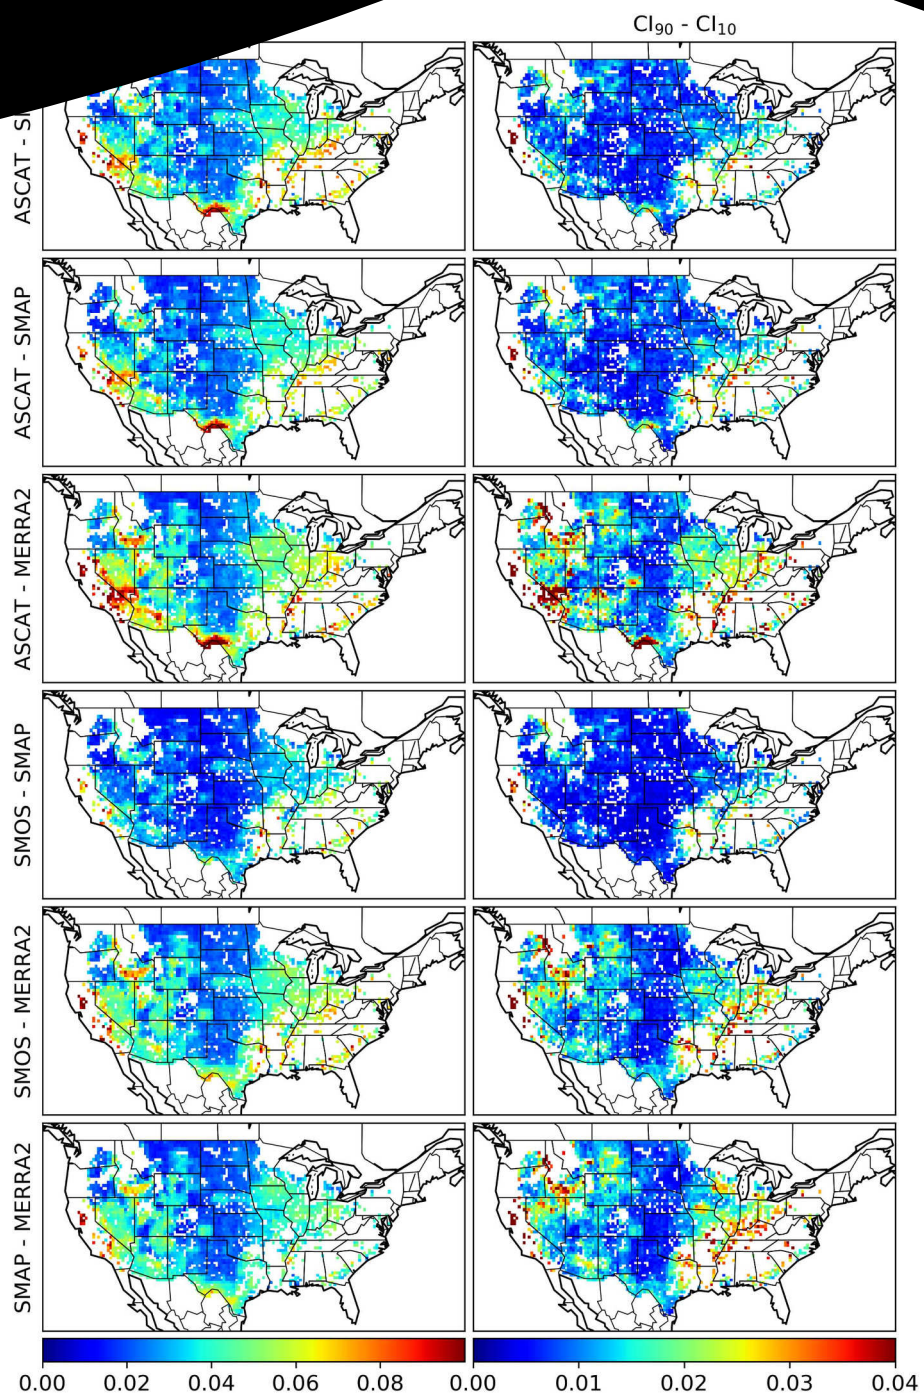 CI₉₀ - CI₁₀
ASCAT -
ASCAT - SMAP
ASCAT - MERRA2
SMOS - SMAP
SMOS - MERRA2
SMAP - MERRA2
0.00 0.02 0.04 0.06 0.08 0.00 0.01 0.02 0.03 0.04